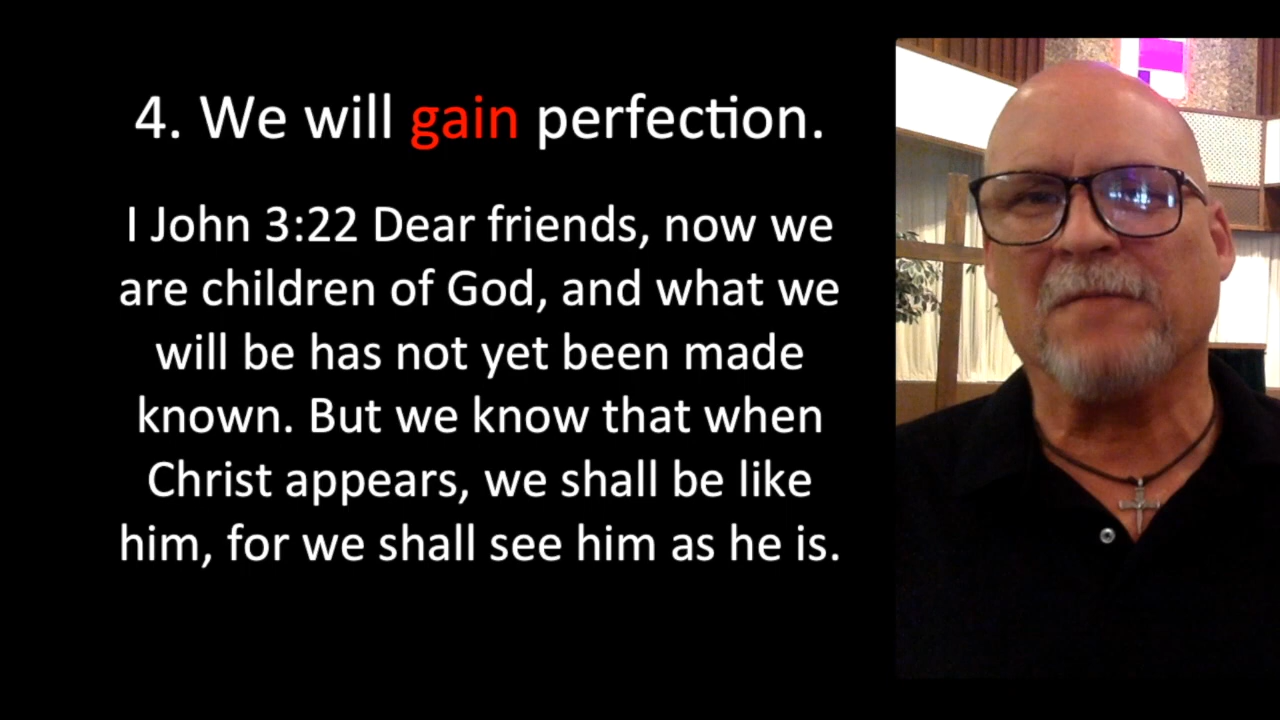 4. We will gain perfection.
I John 3:22 Dear friends, now we
are children of God, and what we
will be has not yet been made
known. But we know that when
Christ appears, we shall be like
him, for we shall see him as he is.